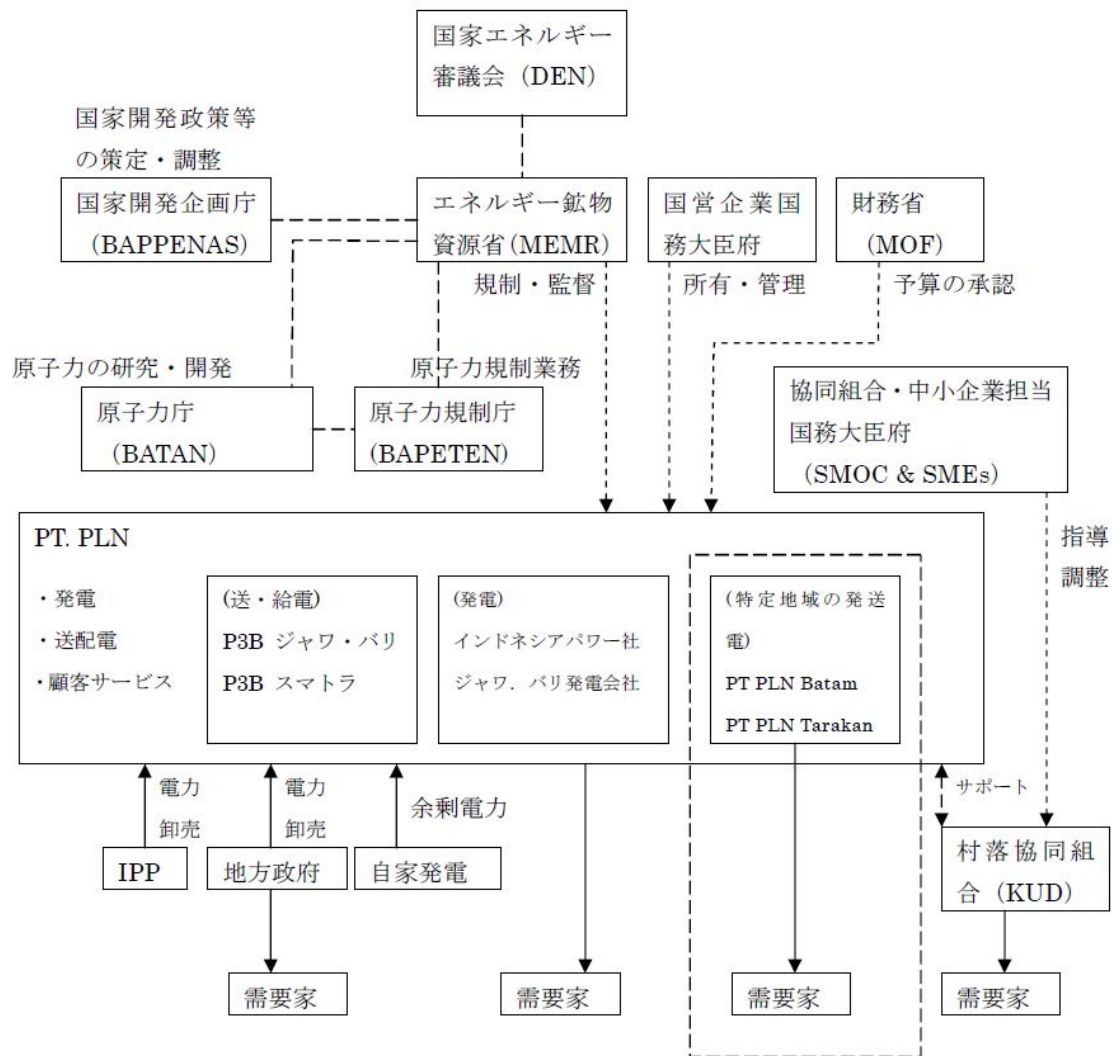 国家エネルギー
審議会（DEN）
国家開発政策等
の策定・調整
国家開発企画庁
（BAPPENAS）
エネルギー鉱物
資源省（MEMR）
国営企業国
務大臣府
財務省
（MOF）
規制・監督
所有・管理
予算の承認
原子力の研究・開発
原子力規制業務
原子力庁
（BATAN）
原子力規制庁
（BAPETEN）
協同組合・中小企業担当
国務大臣府
（SMOC & SMEs）
指導
調整
PT. PLN
・発電
・送配電
・顧客サービス
(送・給電)
P3B ジャワ・バリ
P3B スマトラ
(発電)
インドネシアパワー社
ジャワ．バリ発電会社
(特定地域の発送
電)
PT PLN Batam
PT PLN Tarakan
電力
卸売
電力
卸売
余剰電力
サポート
IPP
地方政府
自家発電
村落協同組
合（KUD）
需要家
需要家
需要家
需要家